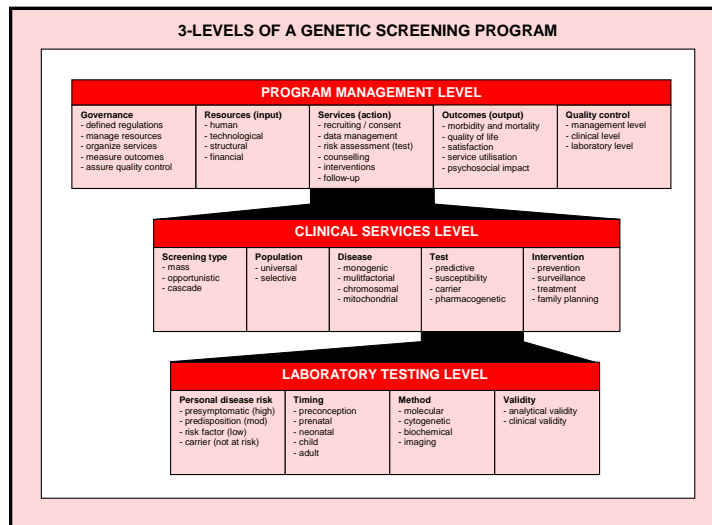 3-LEVELS OF A GENETIC SCREENING PROGRAM
PROGRAM MANAGEMENT LEVEL
Governance
- defined regulations
- manage resources
- organize services
- measure outcomes
- assure quality control
Resources (input)
- human
- technological
- structural
- financial
Services (action)
- recruiting / consent
- data management
- risk assessment (test)
- counselling
- interventions
- follow-up
Outcomes (output)
- morbidity and mortality
- quality of life
- satisfaction
- service utilisation
- psychosocial impact
Quality control
- management level
- clinical level
- laboratory level
CLINICAL SERVICES LEVEL
Screening type
- mass
- opportunistic
- cascade
Population
- universal
- selective
Disease
- monogenic
- mulitfactorial
- chromosomal
- mitochondrial
Test
- predictive
- susceptibility
- carrier
- pharmacogenetic
Intervention
- prevention
- surveillance
- treatment
- family planning
LABORATORY TESTING LEVEL
Personal disease risk
- presymptomatic (high)
- predisposition (mod)
- risk factor (low)
- carrier (not at risk)
Timing
- preconception
- prenatal
- neonatal
- child
- adult
Method
- molecular
- cytogenetic
- biochemical
- imaging
Validity
- analytical validity
- clinical validity